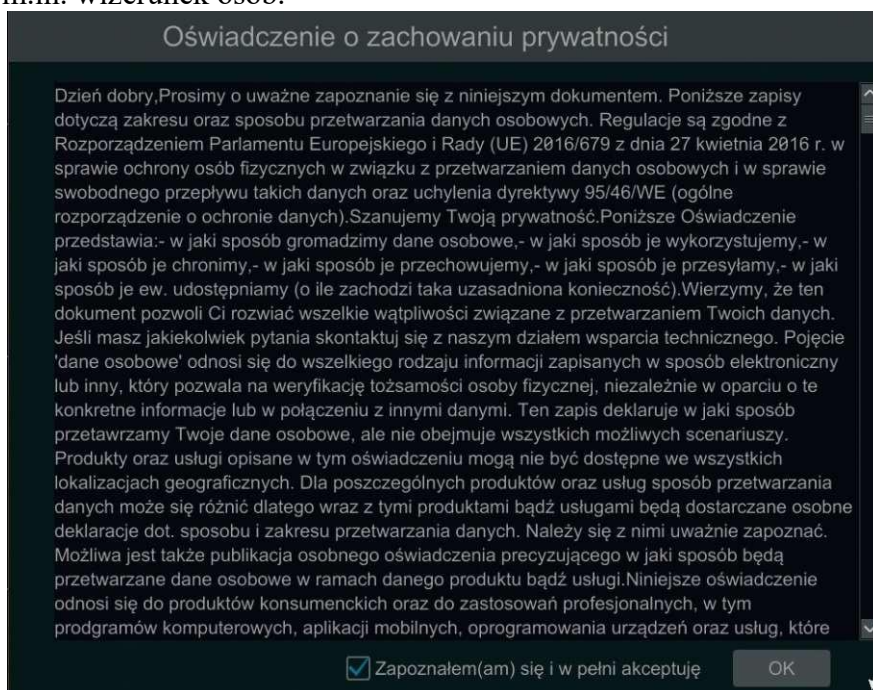 m.in. wizerunek osób.
Oświadczenie o zachowaniu prywatności
Dzień dobry,Prosimy o uważne zapoznanie się z niniejszym dokumentem. Poniższe zapisy
dotyczą zakresu oraz sposobu przetwarzania danych osobowych. Regulacje są zgodne z
Rozporządzeniem Parlamentu Europejskiego i Rady (UE) 2016/679 z dnia 27 kwietnia 2016 r. w
sprawie ochrony osób fizycznych w związku z przetwarzaniem danych osobowych i w sprawie
swobodnego przepływu takich danych oraz uchylenia dyrektywy 95/46/WE (ogólne
rozporządzenie o ochronie danych).Szanujemy Twoją prywatność.Poniższe Oświadczenie
przedstawia:- w jaki sposób gromadzimy dane osobowe,- w jaki sposób je wykorzystujemy,- w
jaki sposób je chronimy,- w jaki sposób je przechowujemy,- w jaki sposób je przesyłamy,- w jaki
sposób je ew. udostępniamy (o ile zachodzi taka uzasadniona konieczność).Wierzymy, że ten
dokument pozwoli Ci rozwiać wszelkie wątpliwości związane z przetwarzaniem Twoich danych.
Jeśli masz jakiekolwiek pytania skontaktuj się z naszym działem wsparcia technicznego. Pojęcie
'dane osobowe' odnosi się do wszelkiego rodzaju informacji zapisanych w sposób elektroniczny
lub inny, który pozwala na weryfikację tożsamości osoby fizycznej, niezależnie w oparciu o te
konkretne informacje lub w połączeniu z innymi danymi. Ten zapis deklaruje w jaki sposób
przetawrzamy Twoje dane osobowe, ale nie obejmuje wszystkich możliwych scenariuszy.
Produkty oraz usługi opisane w tym oświadczeniu mogą nie być dostępne we wszystkich
lokalizacjach geograficznych. Dla poszczególnych produktów oraz usług sposób przetwarzania
danych może się różnić dlatego wraz z tymi produktami bądź usługami będą dostarczane osobne
deklaracje dot. sposobu i zakresu przetwarzania danych. Należy się z nimi uważnie zapoznać.
Możliwa jest także publikacja osobnego oświadczenia precyzującego w jaki sposób będą
przetwarzane dane osobowe w ramach danego produktu bądź usługi.Niniejsze oświadczenie
odnosi się do produktów konsumenckich oraz do zastosowań profesjonalnych, w tym
prodgramów komputerowych, aplikacji mobilnych, oprogramowania urządzeń oraz usług, które
Zapoznałem(am) się i w pełni akceptuję OK